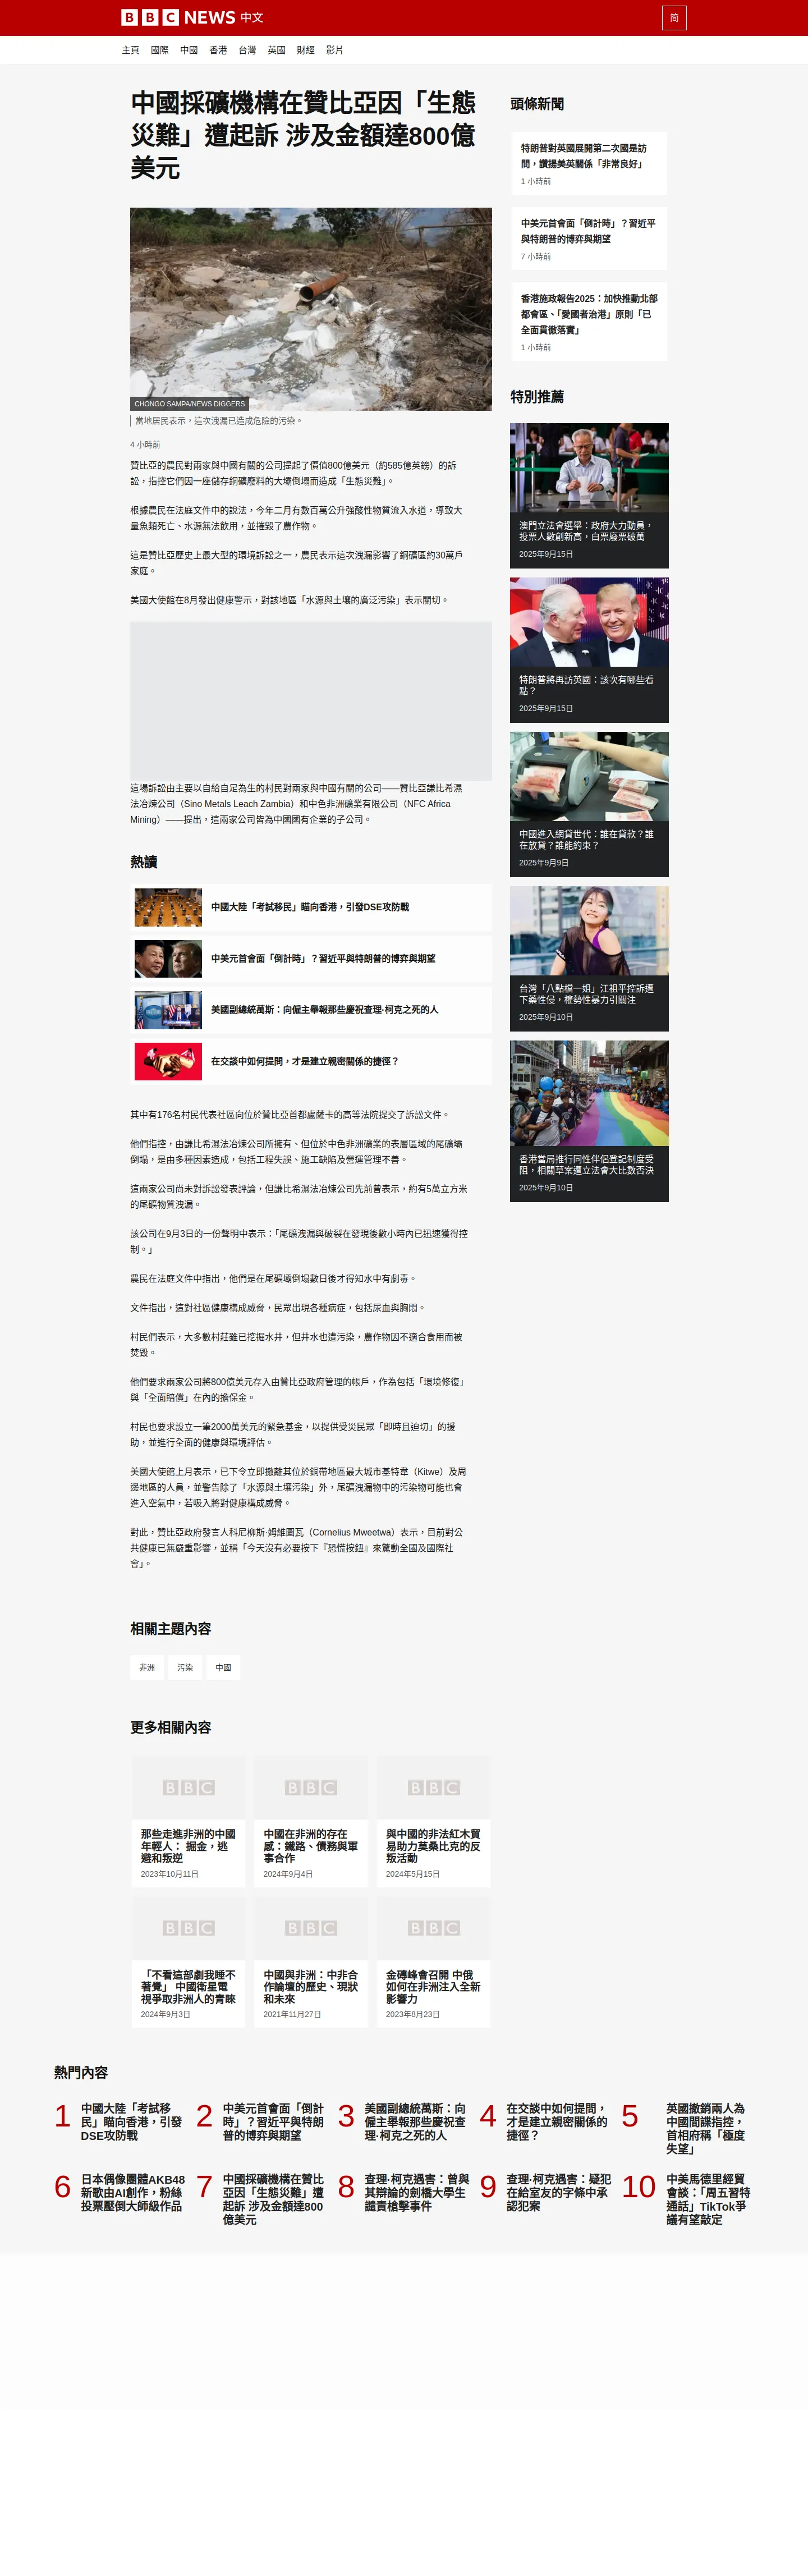 BBC NEWS 中文
简
主頁 國際 中國 香港 台灣 英國 財經 影片
中國採礦機構在贊比亞因「生態
災難」遭起訴 涉及金額達800億
美元
CHONGO SAMPA/NEWS DIGGERS
當地居民表示，這次洩漏已造成危險的污染。
4 小時前
贊比亞的農民對兩家與中國有關的公司提起了價值800億美元（約585億英鎊）的訴
訟，指控它們因一座儲存銅礦廢料的大壩倒塌而造成「生態災難」。
根據農民在法庭文件中的說法，今年二月有數百萬公升強酸性物質流入水道，導致大
量魚類死亡、水源無法飲用，並摧毀了農作物。
這是贊比亞歷史上最大型的環境訴訟之一，農民表示這次洩漏影響了銅礦區約30萬戶
家庭。
美國大使館在8月發出健康警示，對該地區「水源與土壤的廣泛污染」表示關切。
這場訴訟由主要以自給自足為生的村民對兩家與中國有關的公司——贊比亞謙比希濕
法冶煉公司（Sino Metals Leach Zambia）和中色非洲礦業有限公司（NFC Africa
Mining）——提出，這兩家公司皆為中國國有企業的子公司。
熱讀
中國大陸「考試移民」瞄向香港，引發DSE攻防戰
中美元首會面「倒計時」？習近平與特朗普的博弈與期望
美國副總統萬斯：向僱主舉報那些慶祝查理·柯克之死的人
在交談中如何提問，才是建立親密關係的捷徑？
其中有176名村民代表社區向位於贊比亞首都盧薩卡的高等法院提交了訴訟文件。
他們指控，由謙比希濕法冶煉公司所擁有、但位於中色非洲礦業的表層區域的尾礦壩
倒塌，是由多種因素造成，包括工程失誤、施工缺陷及營運管理不善。
這兩家公司尚未對訴訟發表評論，但謙比希濕法冶煉公司先前曾表示，約有5萬立方米
的尾礦物質洩漏。
該公司在9月3日的一份聲明中表示：「尾礦洩漏與破裂在發現後數小時內已迅速獲得控
制。」
農民在法庭文件中指出，他們是在尾礦壩倒塌數日後才得知水中有劇毒。
文件指出，這對社區健康構成威脅，民眾出現各種病症，包括尿血與胸悶。
村民們表示，大多數村莊雖已挖掘水井，但井水也遭污染，農作物因不適合食用而被
焚毀。
他們要求兩家公司將800億美元存入由贊比亞政府管理的帳戶，作為包括「環境修復」
與「全面賠償」在內的擔保金。
村民也要求設立一筆2000萬美元的緊急基金，以提供受災民眾「即時且迫切」的援
助，並進行全面的健康與環境評估。
美國大使館上月表示，已下令立即撤離其位於銅帶地區最大城市基特韋（Kitwe）及周
邊地區的人員，並警告除了「水源與土壤污染」外，尾礦洩漏物中的污染物可能也會
進入空氣中，若吸入將對健康構成威脅。
對此，贊比亞政府發言人科尼柳斯·姆維圖瓦（Cornelius Mweetwa）表示，目前對公
共健康已無嚴重影響，並稱「今天沒有必要按下『恐慌按鈕』來驚動全國及國際社
會」。
相關主題內容
非洲 污染 中國
更多相關內容
BBC BBC BBC
那些走進非洲的中國
年輕人： 掘金，逃
避和叛逆
2023年10月11日
中國在非洲的存在
感：鐵路、債務與軍
事合作
2024年9月4日
與中國的非法紅木貿
易助力莫桑比克的反
叛活動
2024年5月15日
BBC BBC BBC
「不看這部劇我睡不
著覺」 中國衛星電
視爭取非洲人的青睞
2024年9月3日
中國與非洲：中非合
作論壇的歷史、現狀
和未來
2021年11月27日
金磚峰會召開 中俄
如何在非洲注入全新
影響力
2023年8月23日
頭條新聞
特朗普對英國展開第二次國是訪
問，讚揚美英關係「非常良好」
1 小時前
中美元首會面「倒計時」？習近平
與特朗普的博弈與期望
7 小時前
香港施政報告2025：加快推動北部
都會區、「愛國者治港」原則「已
全面貫徹落實」
1 小時前
特別推薦
澳門立法會選舉：政府大力動員，
投票人數創新高，白票廢票破萬
2025年9月15日
特朗普將再訪英國：該次有哪些看
點？
2025年9月15日
中國進入網貸世代：誰在貸款？誰
在放貸？誰能約束？
2025年9月9日
台灣「八點檔一姐」江祖平控訴遭
下藥性侵，權勢性暴力引關注
2025年9月10日
香港當局推行同性伴侶登記制度受
阻，相關草案遭立法會大比數否決
2025年9月10日
熱門內容
1 中國大陸「考試移
民」瞄向香港，引發
DSE攻防戰
2 中美元首會面「倒計
時」？習近平與特朗
普的博弈與期望
3 美國副總統萬斯：向
僱主舉報那些慶祝查
理·柯克之死的人
4 在交談中如何提問，
才是建立親密關係的
捷徑？
5 英國撤銷兩人為
中國間諜指控，
首相府稱「極度
失望」
6 日本偶像團體AKB48
新歌由AI創作，粉絲
投票壓倒大師級作品
7 中國採礦機構在贊比
亞因「生態災難」遭
起訴 涉及金額達800
億美元
8 查理·柯克遇害：曾與
其辯論的劍橋大學生
譴責槍擊事件
9 查理·柯克遇害：疑犯
在給室友的字條中承
認犯案
10 中美馬德里經貿
會談：「周五習特
通話」TikTok爭
議有望敲定